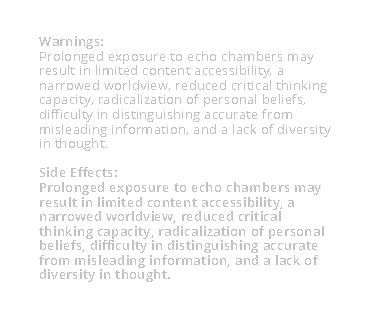 Warnings:
Prolonged exposure to echo chambers may
result in limited content accessibility, a
narrowed worldview, reduced critical thinking
capacity, radicalization of personal beliefs,
difficulty in distinguishing accurate from
misleading information, and a lack of diversity
in thought.
Side Effects:
Prolonged exposure to echo chambers may
result in limited content accessibility, a
narrowed worldview, reduced critical
thinking capacity, radicalization of personal
beliefs, difficulty in distinguishing accurate
from misleading information, and a lack of
diversity in thought.